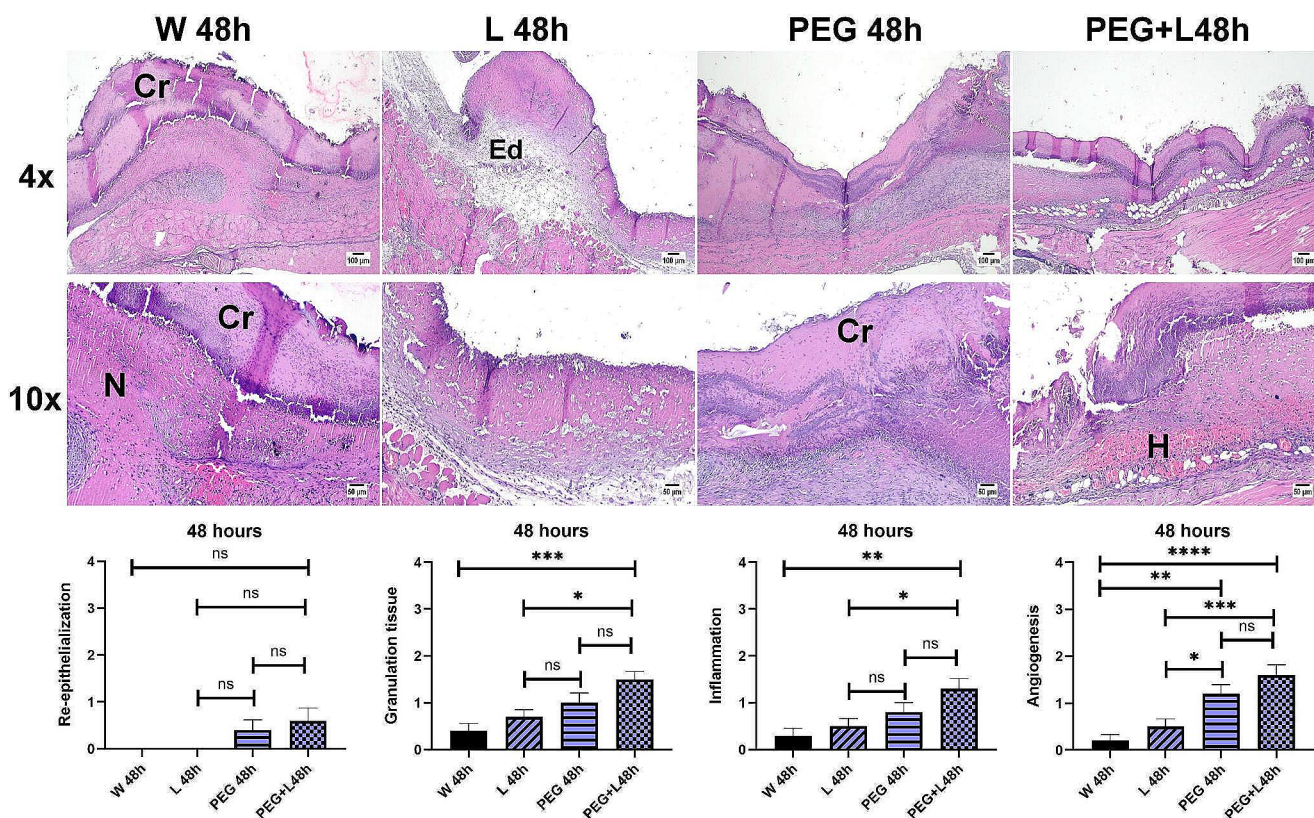 W 48h
L 48h
PEG 48h
PEG+L48h
4x
Cr
100 µm
Ed
100 µm
100 µm
100 µm
10x
Cr
N
50 µm
50 µm
Cr
50 µm
H
50 µm
48 hours
Re-epithelialization
4
3
2
1
0
ns
ns
ns
ns
W 48h
L 48h
PEG 48h
PEG+L48h
48 hours
Granulation tissue
4
3
2
1
0
***
*
ns
ns
W 48h
L 48h
PEG 48h
PEG+L48h
48 hours
Inflammation
4
3
2
1
0
**
*
ns
ns
W 48h
L 48h
PEG 48h
PEG+L48h
48 hours
Angiogenesis
4
3
2
1
0
****
**
***
ns
*
W 48h
L 48h
PEG 48h
PEG+L48h